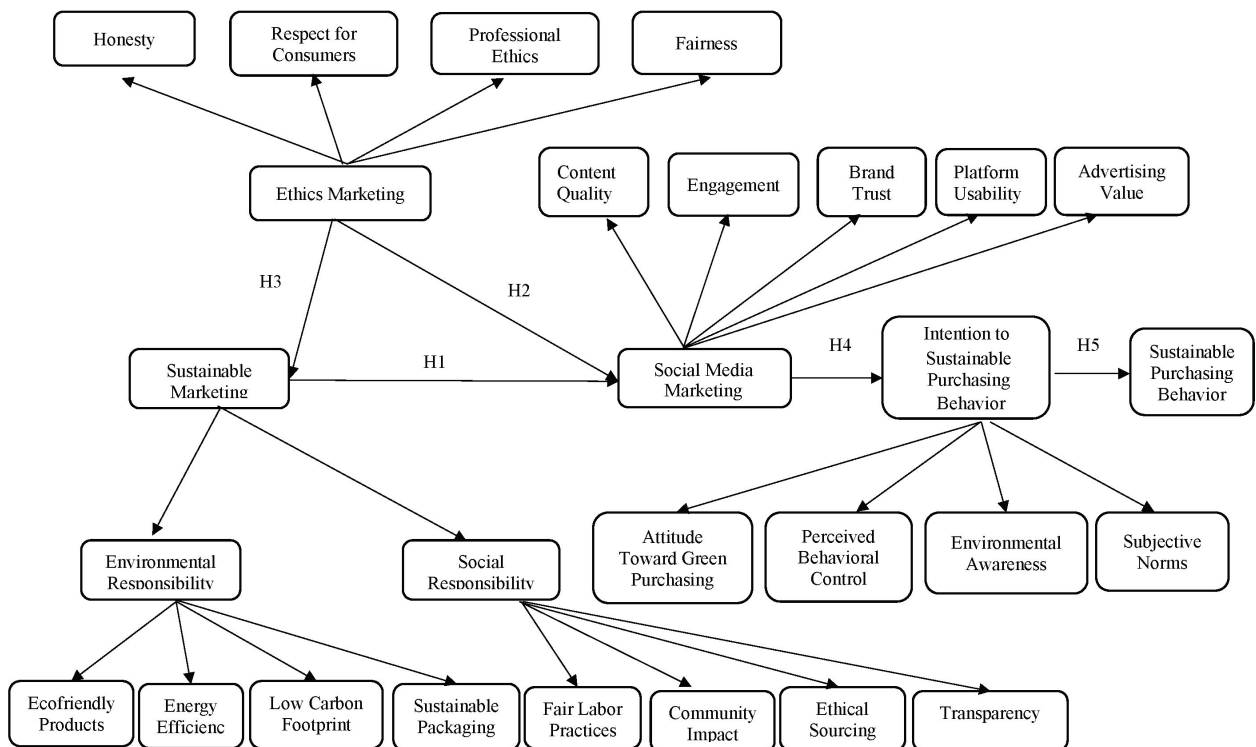 Honesty
Respect for
Consumers
Professional
Ethics
Fairness
Ethics Marketing
Content
Quality
Engagement
Brand
Trust
Platform
Usability
Advertising
Value
H3
H2
H1
H4
H5
Sustainable
Marketing
Social Media
Marketing
Intention to
Sustainable
Purchasing
Behavior
Sustainable
Purchasing
Behavior
Environmental
Responsibility
Social
Responsibility
Attitude
Toward Green
Purchasing
Perceived
Behavioral
Control
Environmental
Awareness
Subjective
Norms
Ecofriendly
Products
Energy
Efficienc
Low Carbon
Footprint
Sustainable
Packaging
Fair Labor
Practices
Community
Impact
Ethical
Sourcing
Transparency